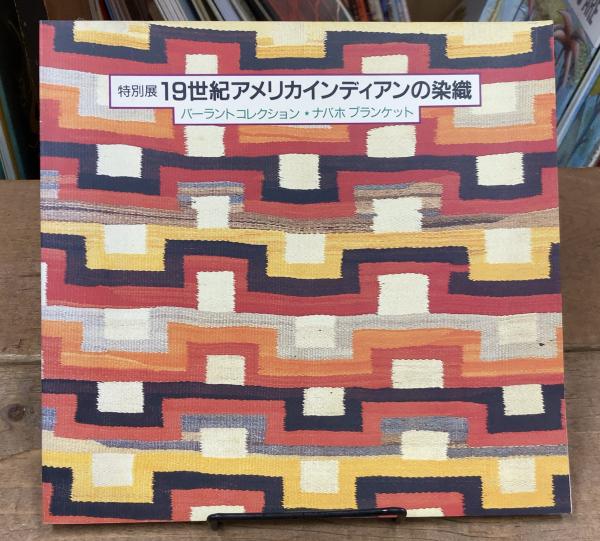 特別展 19世紀アメリカインディアンの染織
バーラントコレクション・ナバホ ブランケット